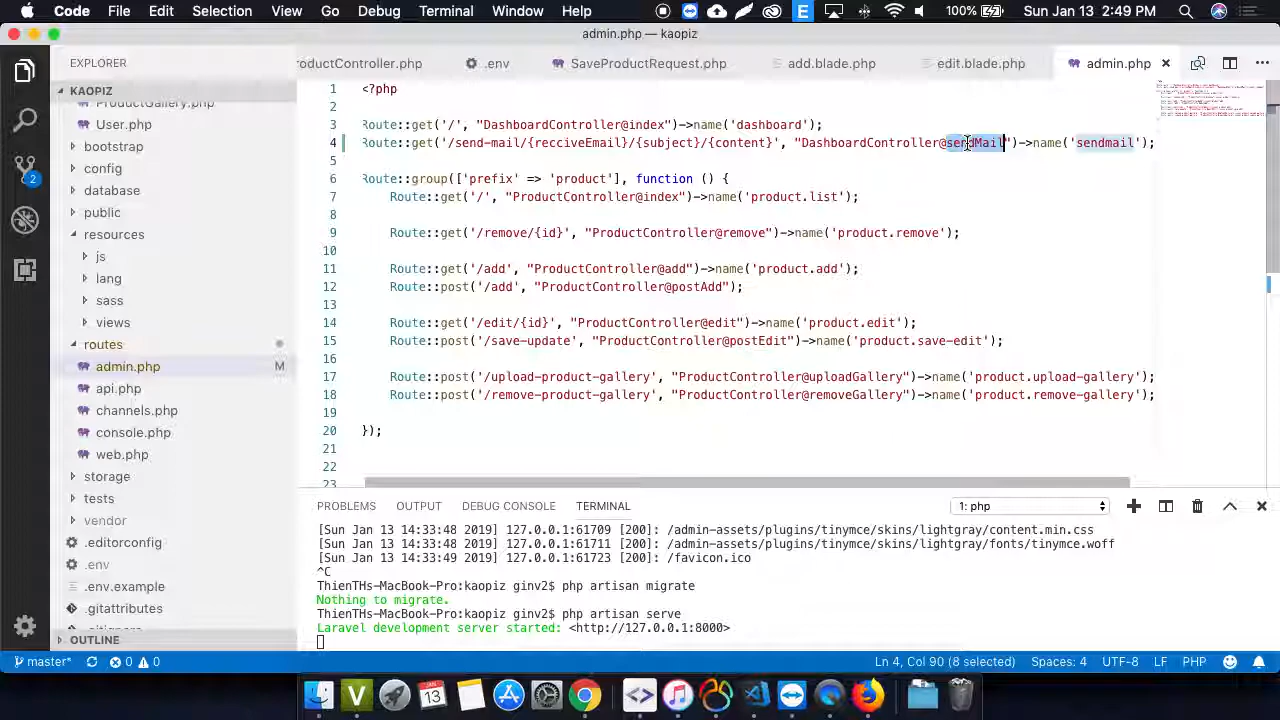 Code File Edit Selection View Go Debug Terminal Window Help 100% Sun Jan 13 2:49 PM
admin.php — kaopiz
EXPLORER
roductController.php .env SaveProductRequest.php add.blade.php edit.blade.php admin.php
KAOPIZ
ProductGallery.php
User.php
bootstrap
config
database
public
resources
js
lang
sass
views
routes
admin.php M
api.php
channels.php
console.php
web.php
storage
tests
vendor
.editorconfig
.env
.env.example
.gitattributes
OUTLINE
2
1 <?php
2
3 Route::get('/', "DashboardController@index")->name('dashboard');
4 Route::get('/send-mail/{recciveEmail}/{subject}/{content}', "DashboardController@sendMail")->name('sendmail');
5
6 Route::group(['prefix' => 'product'], function () {
7 Route::get('/', "ProductController@index")->name('product.list');
8
9 Route::get('/remove/{id}', "ProductController@remove")->name('product.remove');
10
11 Route::get('/add', "ProductController@add")->name('product.add');
12 Route::post('/add', "ProductController@postAdd");
13
14 Route::get('/edit/{id}', "ProductController@edit")->name('product.edit');
15 Route::post('/save-update', "ProductController@postEdit")->name('product.save-edit');
16
17 Route::post('/upload-product-gallery', "ProductController@uploadGallery")->name('product.upload-gallery');
18 Route::post('/remove-product-gallery', "ProductController@removeGallery")->name('product.remove-gallery');
19
20 });
21
22
23
PROBLEMS OUTPUT DEBUG CONSOLE TERMINAL 1: php
[Sun Jan 13 14:33:48 2019] 127.0.0.1:61709 [200]: /admin-assets/plugins/tinymce/skins/lightgray/content.min.css
[Sun Jan 13 14:33:48 2019] 127.0.0.1:61711 [200]: /admin-assets/plugins/tinymce/skins/lightgray/fonts/tinymce.woff
[Sun Jan 13 14:33:49 2019] 127.0.0.1:61723 [200]: /favicon.ico
^C
ThienTHs-MacBook-Pro:kaopiz ginv2$ php artisan migrate
Nothing to migrate.
ThienTHs-MacBook-Pro:kaopiz ginv2$ php artisan serve
Laravel development server started: <http://127.0.0.1:8000>
master* 0 0 Ln 4, Col 90 (8 selected) Spaces: 4 UTF-8 LF PHP